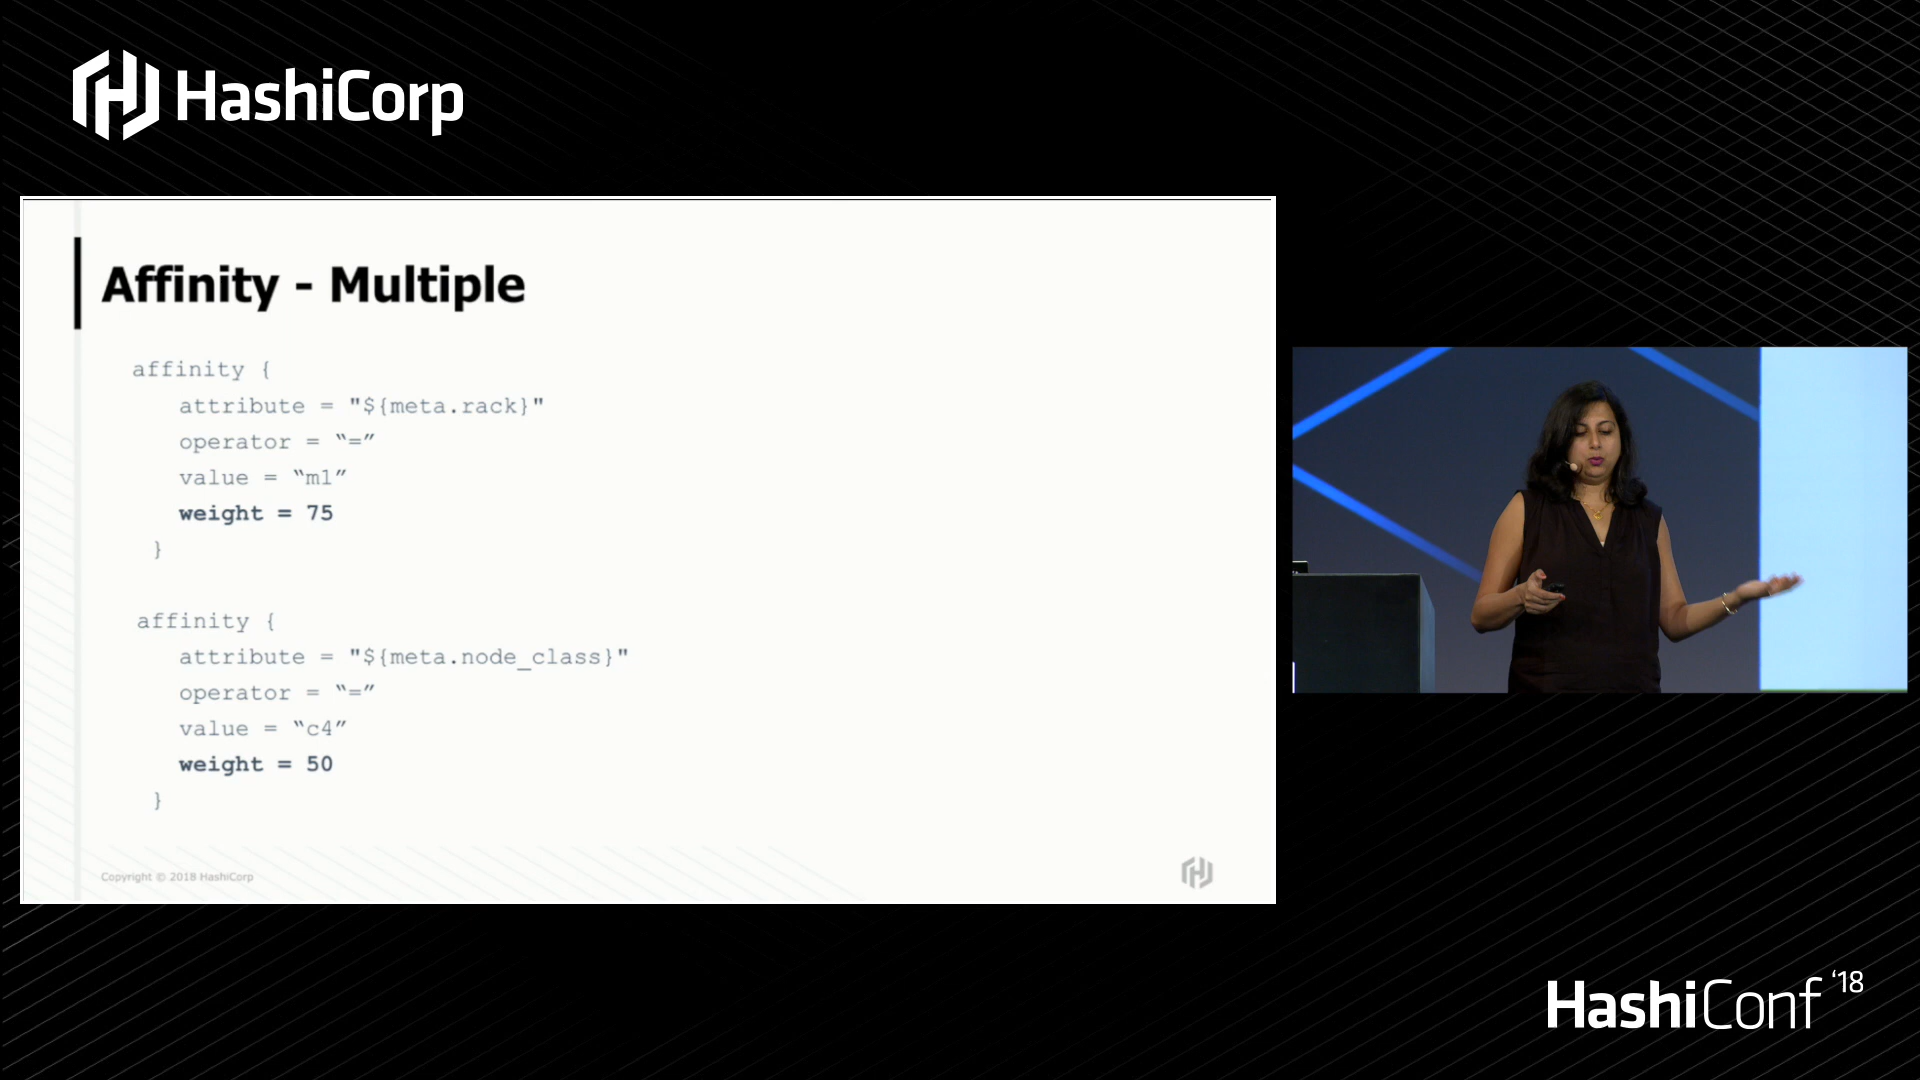 HashiCorp
Affinity - Multiple
affinity {
attribute = "${meta.rack}"
operator = “=”
value = “m1”
weight = 75
}
affinity {
attribute = "${meta.node_class}"
operator = “=”
value = “c4”
weight = 50
}
Copyright © 2018 HashiCorp
HashiConf ‘18